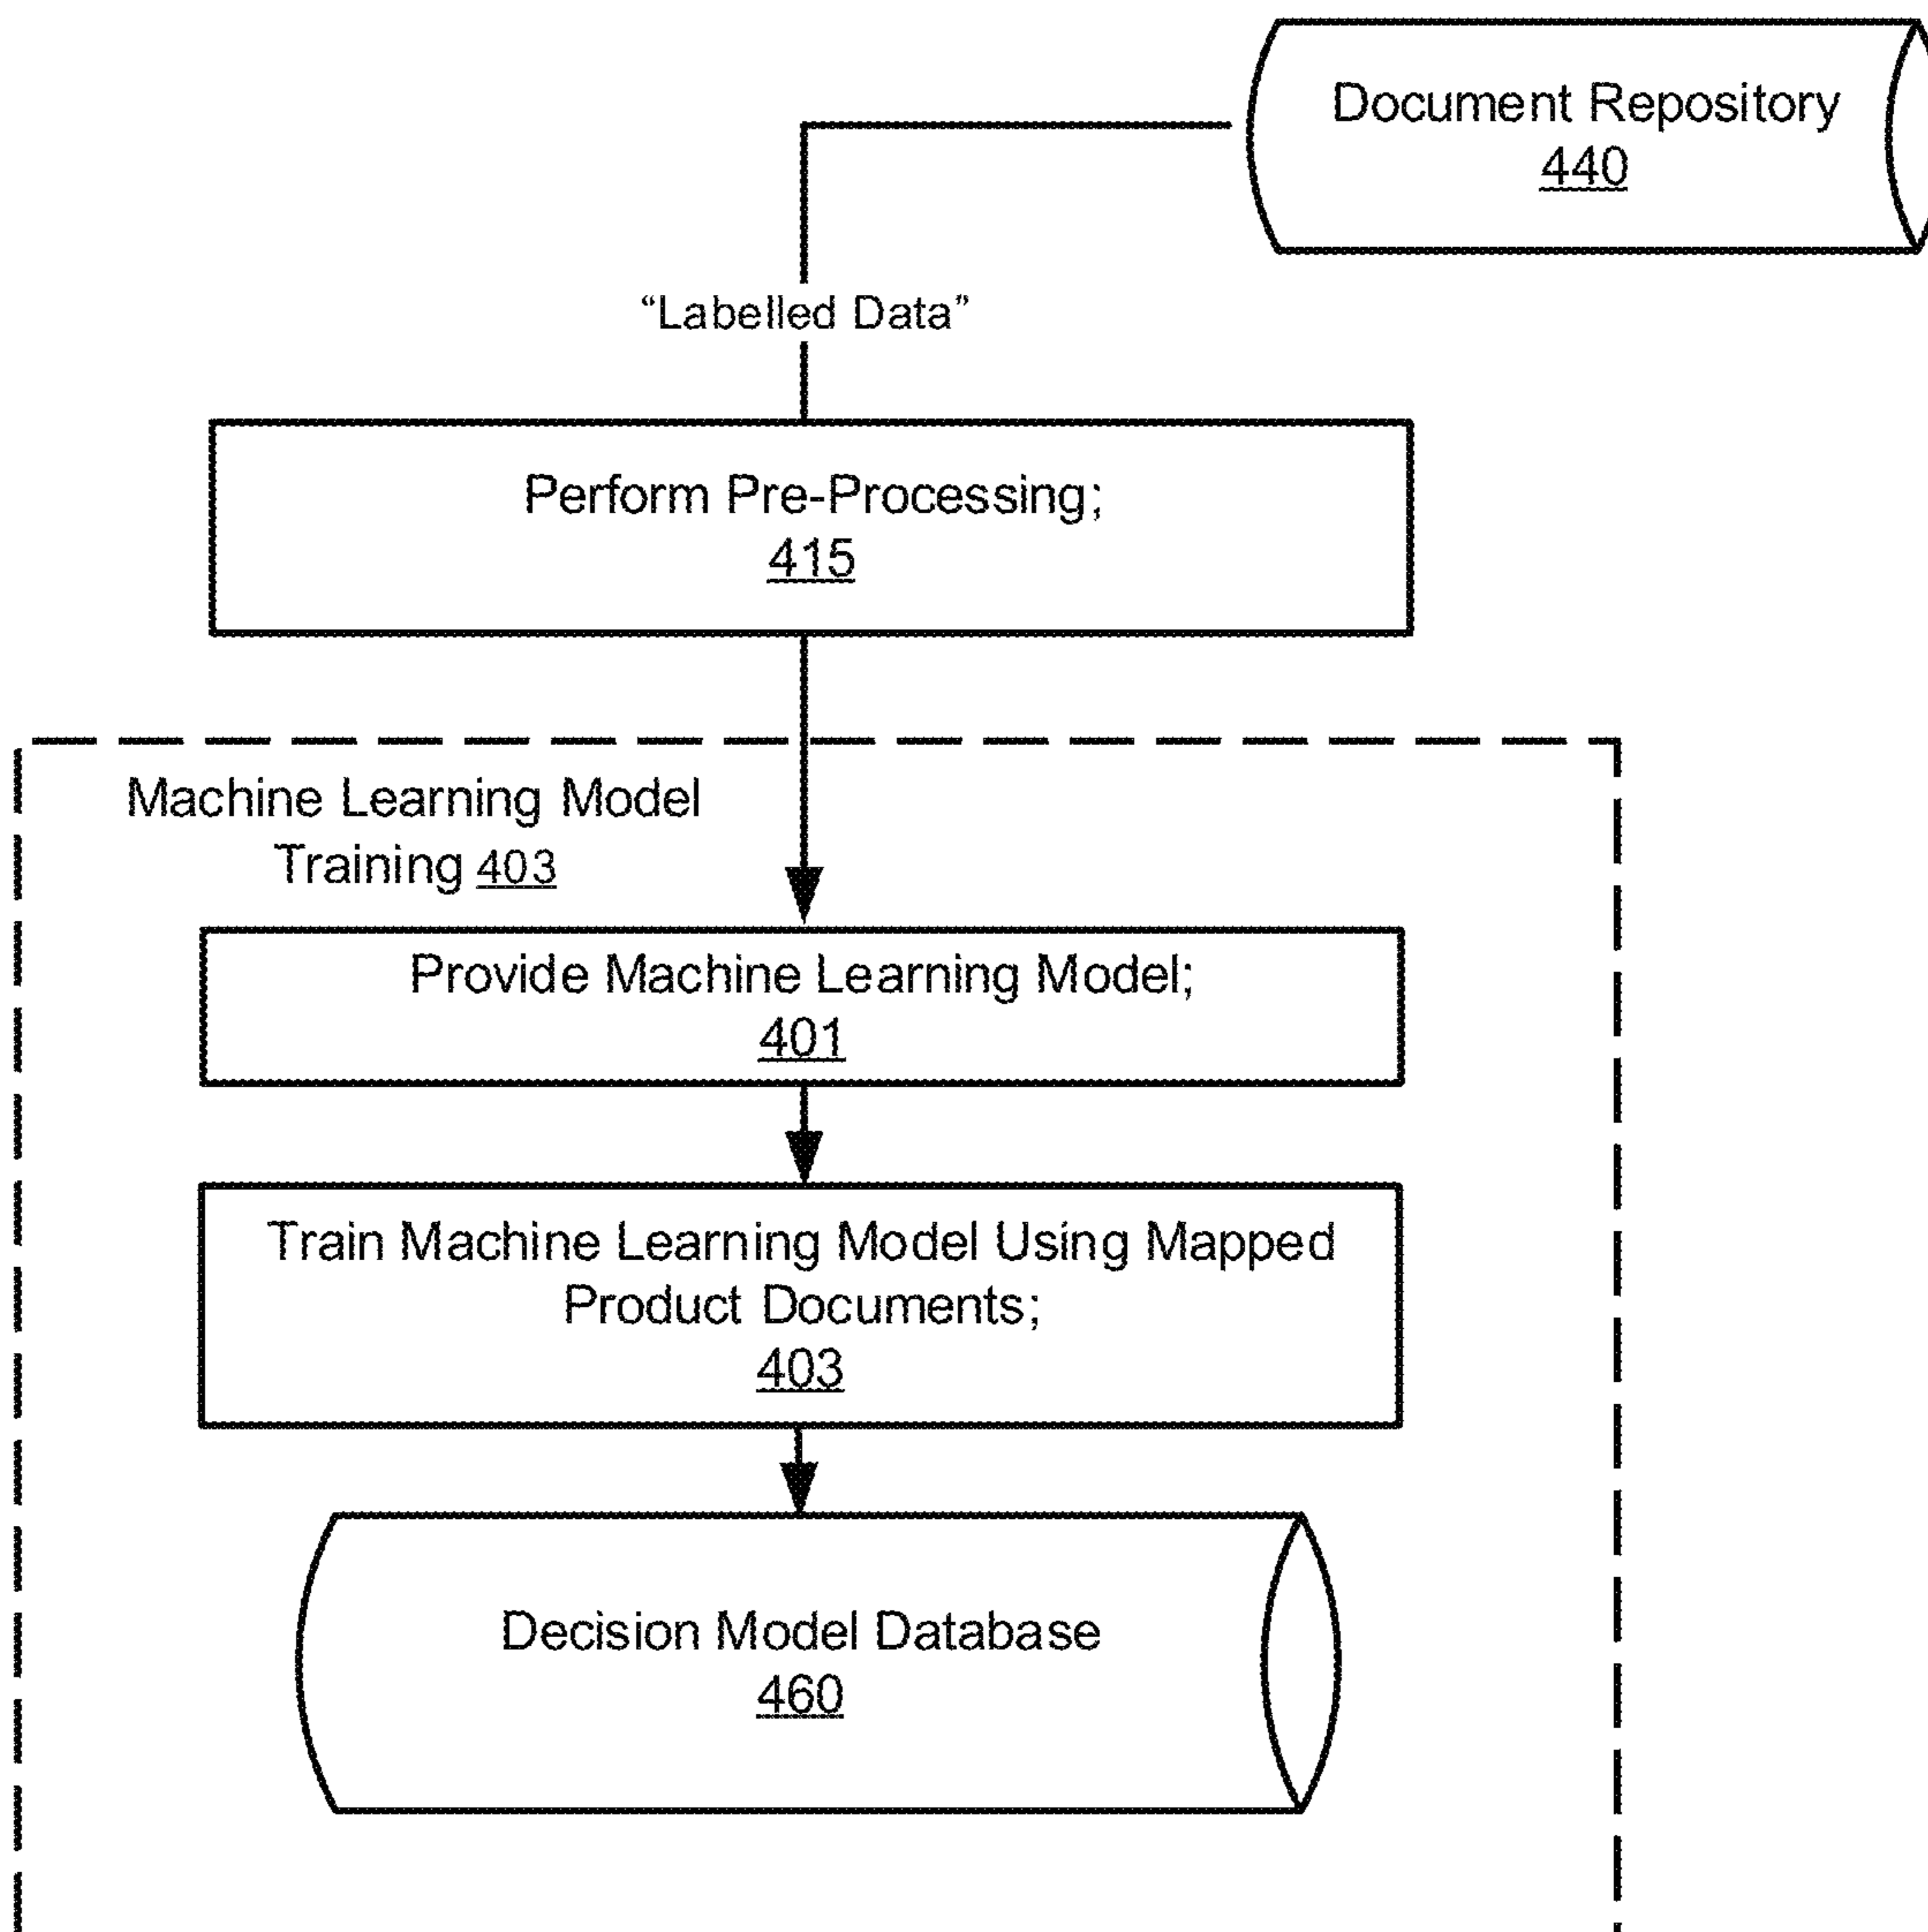 Document Repository
440
“Labelled Data”
Perform Pre-Processing;
415
Machine Learning Model
Training 403
Provide Machine Learning Model;
401
Train Machine Learning Model Using Mapped
Product Documents;
403
Decision Model Database
460